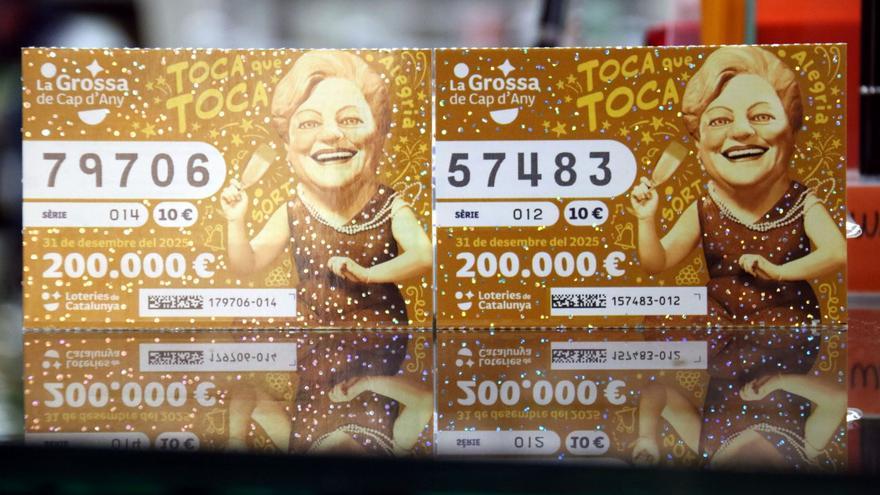 La Grossa
de Cap d'Any
TOCA que
TOCA
Alegria
SORT
79706
SÈRIE 014 10 €
31 de desembre del 2025
200.000 €
Loteries de
Catalunya
179706-014
La Grossa
de Cap d'Any
TOCA que
TOCA
Alegria
SORT
57483
SÈRIE 012 10 €
31 de desembre del 2025
200.000 €
Loteries de
Catalunya
157483-012